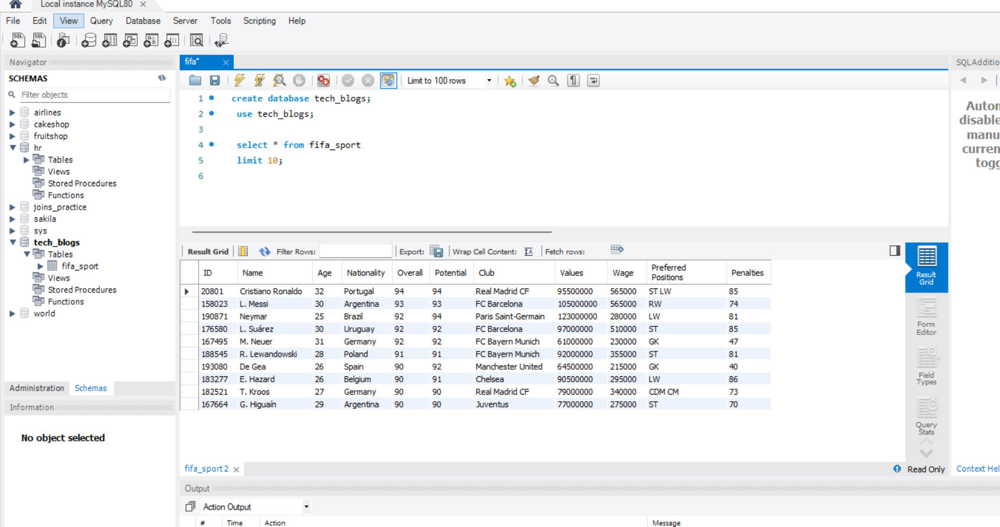 Local instance MySQL80
File Edit View Query Database Server Tools Scripting Help
Navigator
SCHEMAS
Filter objects
airlines
cakeshop
fruitshop
hr
Tables
Views
Stored Procedures
Functions
joins_practice
sakila
sys
tech_blogs
Tables
fifa_sport
Views
Stored Procedures
Functions
world
Administration Schemas
Information
No object selected
fifa*
Limit to 100 rows
1 create database tech_blogs;
2 use tech_blogs;
3
4 select * from fifa_sport
5 limit 10;
6
Result Grid Filter Rows: Export: Wrap Cell Content: Fetch rows:
ID Name Age Nationality Overall Potential Club Values Wage Preferred Positions Penalties
20801 Cristiano Ronaldo 32 Portugal 94 94 Real Madrid CF 95500000 565000 ST LW 85
158023 L. Messi 30 Argentina 93 93 FC Barcelona 105000000 565000 RW 74
190871 Neymar 25 Brazil 92 94 Paris Saint-Germain 123000000 280000 LW 81
176580 L. Suárez 30 Uruguay 92 92 FC Barcelona 97000000 510000 ST 85
167495 M. Neuer 31 Germany 92 92 FC Bayern Munich 61000000 230000 GK 47
188545 R. Lewandowski 28 Poland 91 91 FC Bayern Munich 92000000 355000 ST 81
193080 De Gea 26 Spain 90 92 Manchester United 64500000 215000 GK 40
183277 E. Hazard 26 Belgium 90 91 Chelsea 90500000 295000 LW 86
182521 T. Kroos 27 Germany 90 90 Real Madrid CF 79000000 340000 CDM CM 73
167664 G. Higuaín 29 Argentina 90 90 Juventus 77000000 275000 ST 70
Result
Grid
Form
Editor
Field
Types
Query
Stats
fifa_sport 2
Read Only
Output
Action Output
# Time Action Message
SQLAdditio
Autom
disable
manu
curren
togg
Context Hel